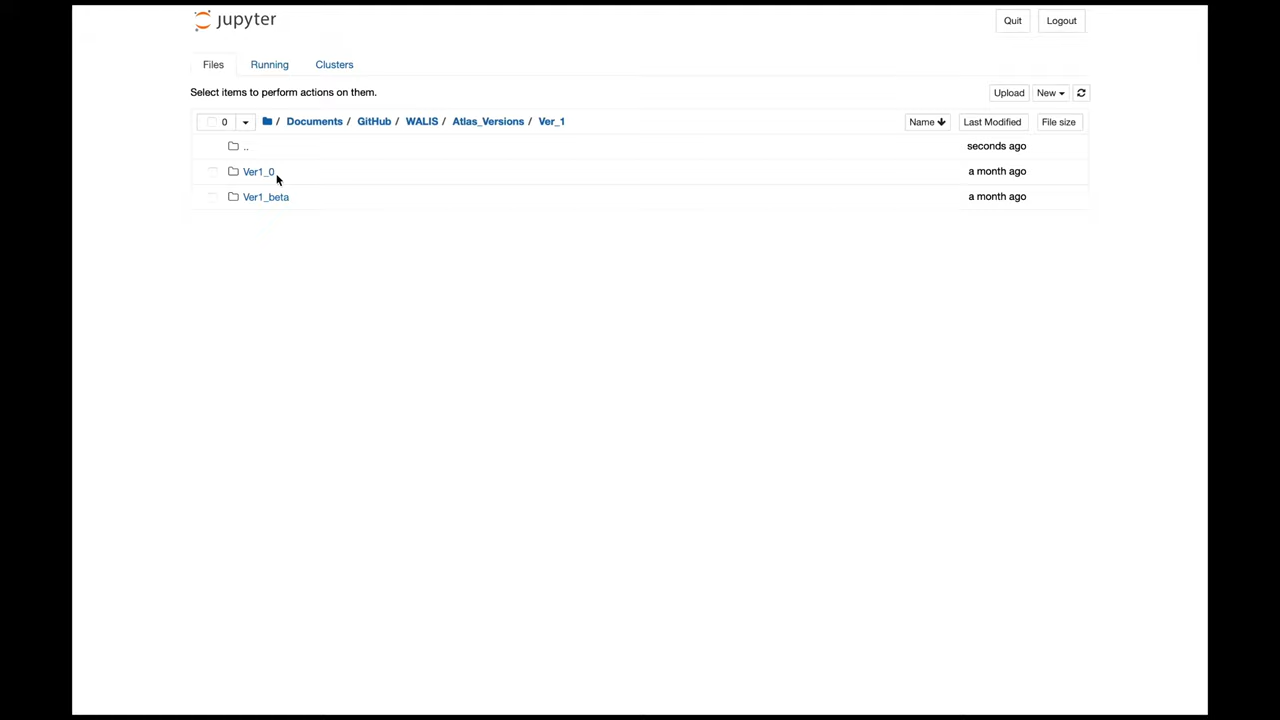 jupyter
Quit
Logout
Files
Running
Clusters
Select items to perform actions on them.
Upload
New
0
/ Documents / GitHub / WALIS / Atlas_Versions / Ver_1
Name
Last Modified
File size
..
seconds ago
Ver1_0
a month ago
Ver1_beta
a month ago